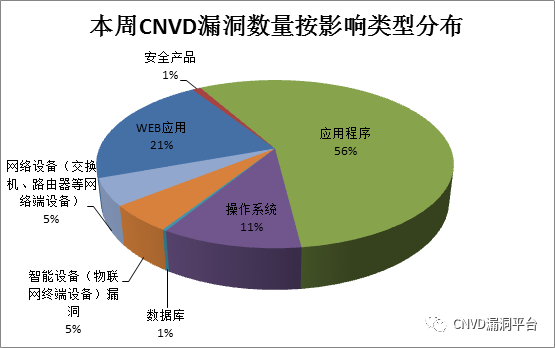 本周CNVD漏洞数量按影响类型分布
安全产品
1%
应用程序
56%
WEB应用
21%
网络设备（交换
机、路由器等网
络端设备）
5%
操作系统
11%
智能设备（物联
网终端设备）漏
洞
5%
数据库
1%
CNVD漏洞平台